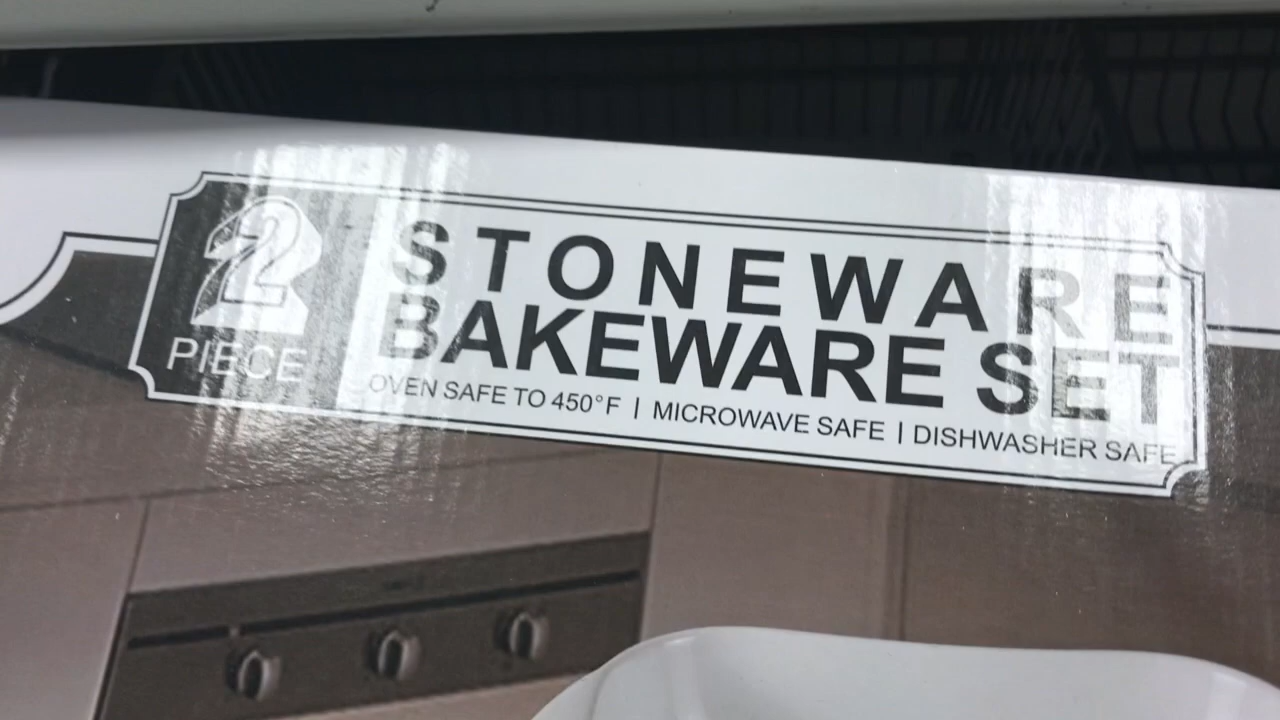 2
PIECE
STONEWARE
BAKEWARE SET
OVEN SAFE TO 450°F | MICROWAVE SAFE | DISHWASHER SAFE